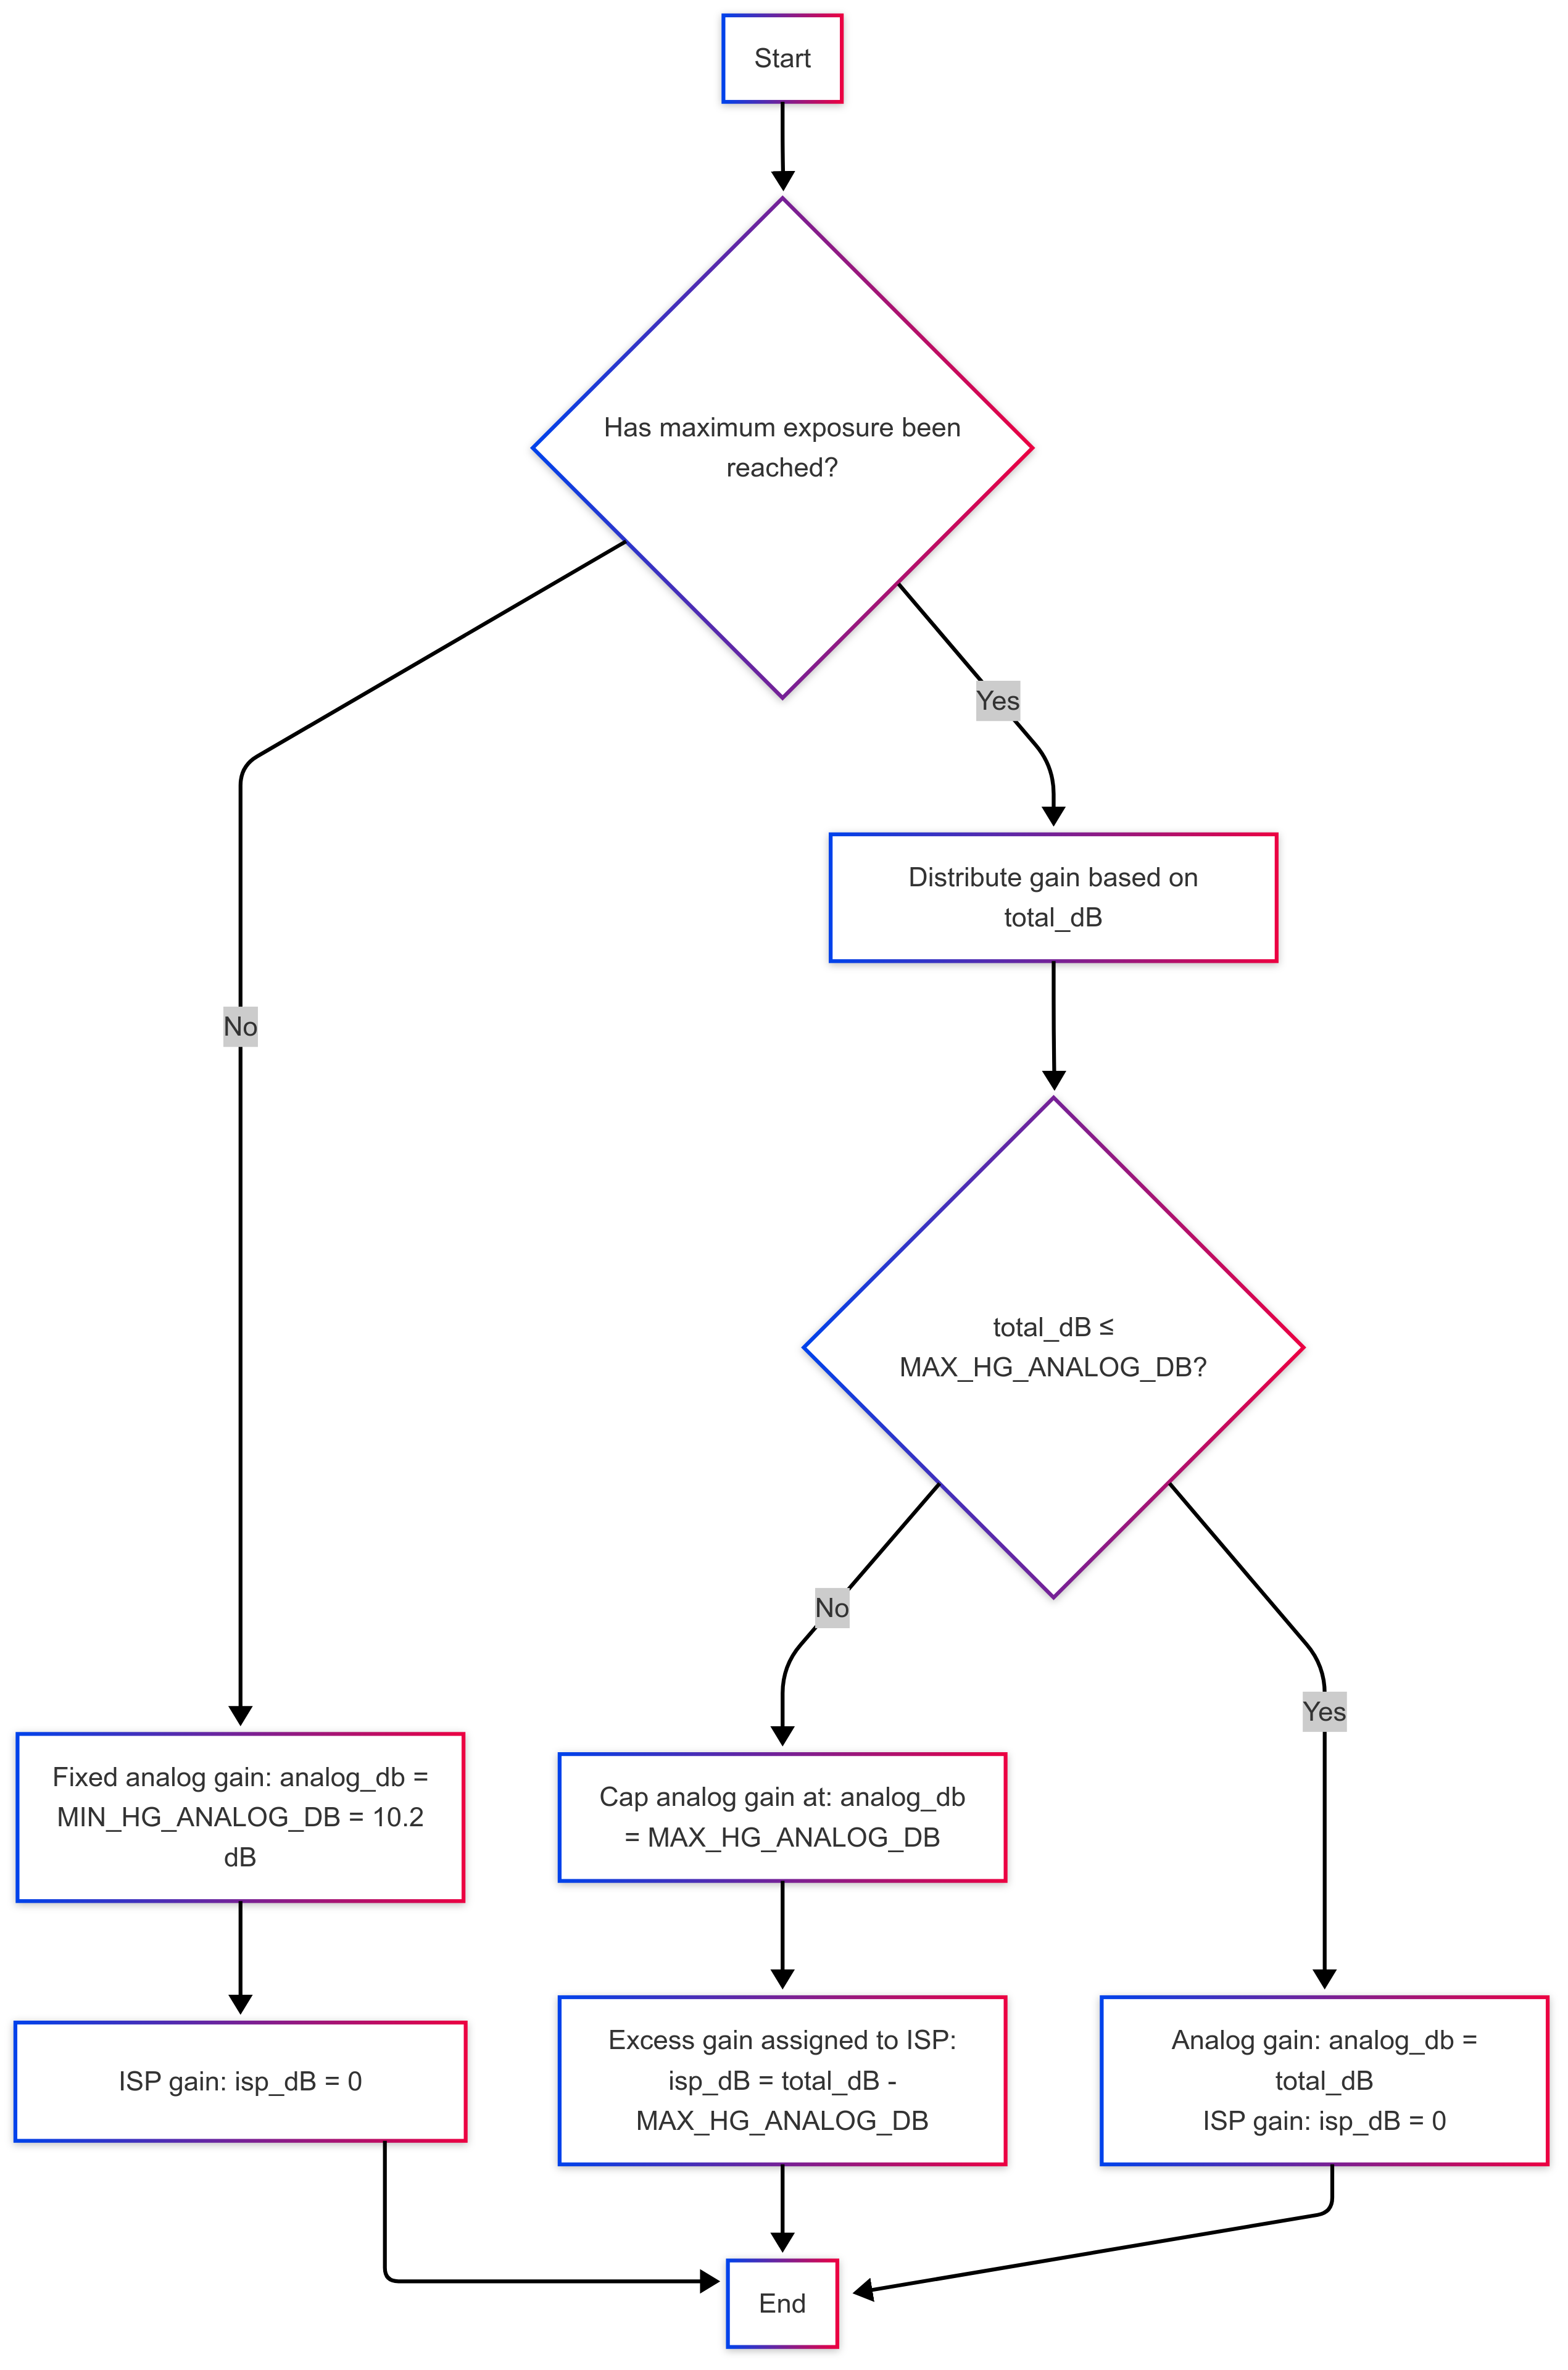 Start
Has maximum exposure been
reached?
Yes
Distribute gain based on
total_dB
No
total_dB ≤
MAX_HG_ANALOG_DB?
No
Yes
Fixed analog gain: analog_db =
MIN_HG_ANALOG_DB = 10.2
dB
Cap analog gain at: analog_db
= MAX_HG_ANALOG_DB
ISP gain: isp_dB = 0
Excess gain assigned to ISP:
isp_dB = total_dB -
MAX_HG_ANALOG_DB
Analog gain: analog_db =
total_dB
ISP gain: isp_dB = 0
End